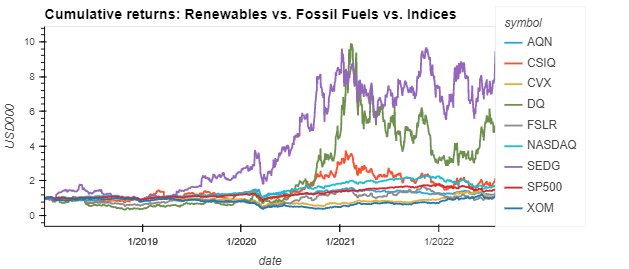 Cumulative returns: Renewables vs. Fossil Fuels vs. Indices
symbol
AQN
CSIQ
CVX
DQ
FSLR
NASDAQ
SEDG
SP500
XOM
USD000
10
8
6
4
2
0
1/2019
1/2020
1/2021
1/2022
date